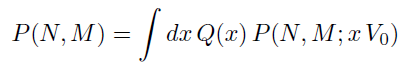 P(N, M) = ∫ dx Q(x) P(N, M; x V₀)